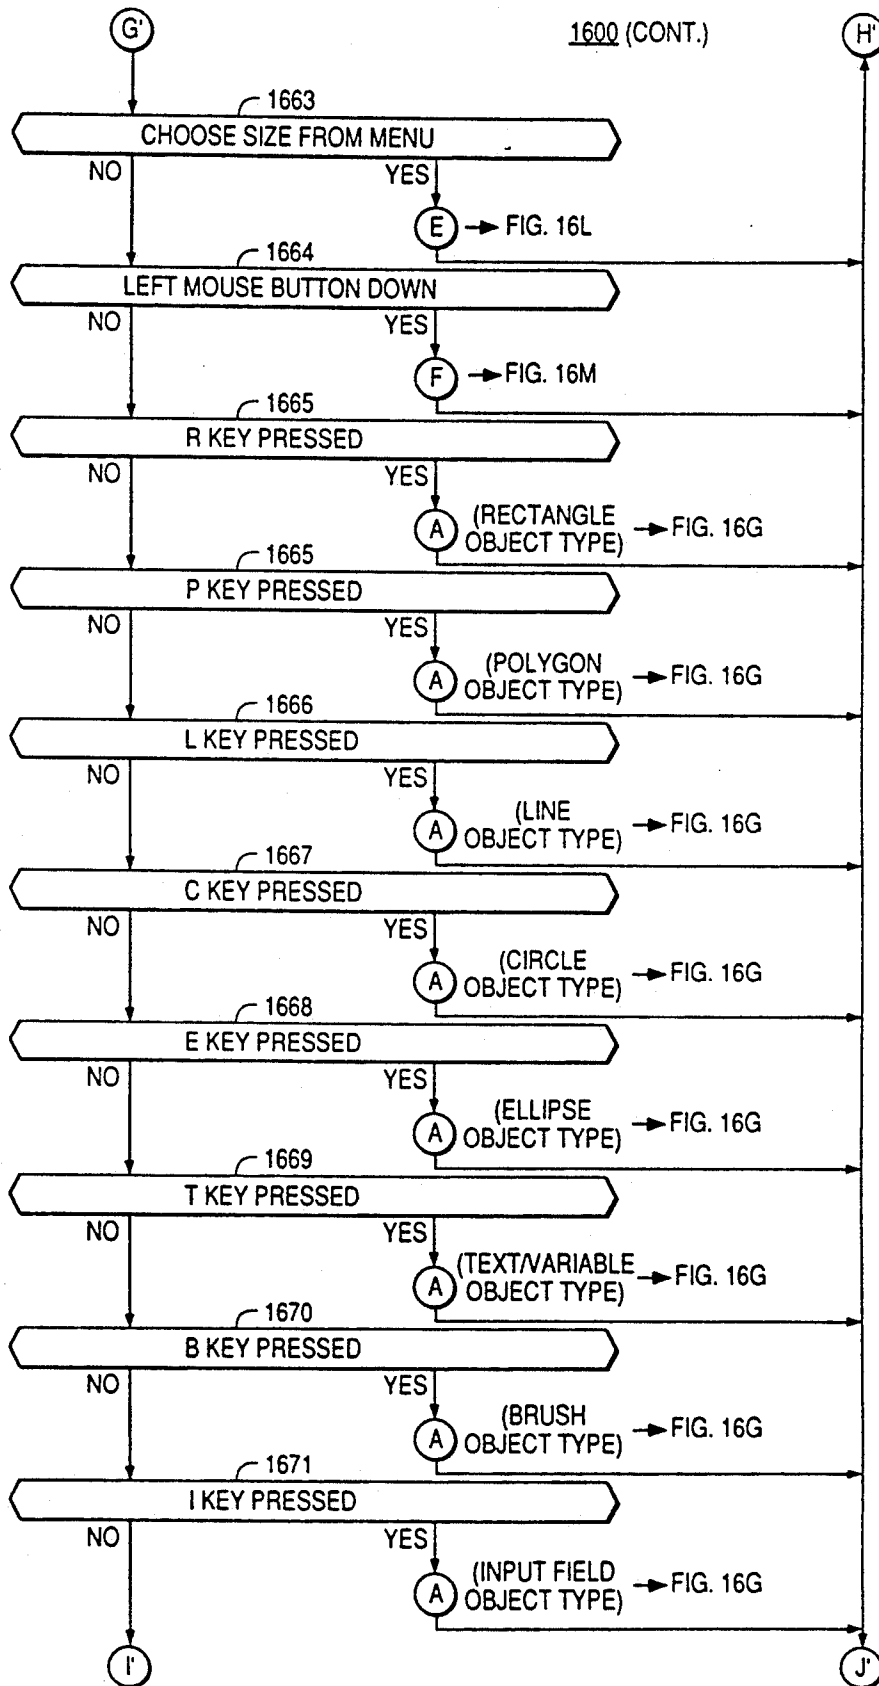 G'
1600 (CONT.)
H'
1663
CHOOSE SIZE FROM MENU
NO
YES
E
FIG. 16L
1664
LEFT MOUSE BUTTON DOWN
NO
YES
F
FIG. 16M
1665
R KEY PRESSED
NO
YES
A
(RECTANGLE
OBJECT TYPE)
FIG. 16G
1665
P KEY PRESSED
NO
YES
A
(POLYGON
OBJECT TYPE)
FIG. 16G
1666
L KEY PRESSED
NO
YES
A
(LINE
OBJECT TYPE)
FIG. 16G
1667
C KEY PRESSED
NO
YES
A
(CIRCLE
OBJECT TYPE)
FIG. 16G
1668
E KEY PRESSED
NO
YES
A
(ELLIPSE
OBJECT TYPE)
FIG. 16G
1669
T KEY PRESSED
NO
YES
A
(TEXT/VARIABLE
OBJECT TYPE)
FIG. 16G
1670
B KEY PRESSED
NO
YES
A
(BRUSH
OBJECT TYPE)
FIG. 16G
1671
I KEY PRESSED
NO
YES
A
(INPUT FIELD
OBJECT TYPE)
FIG. 16G
I'
J'